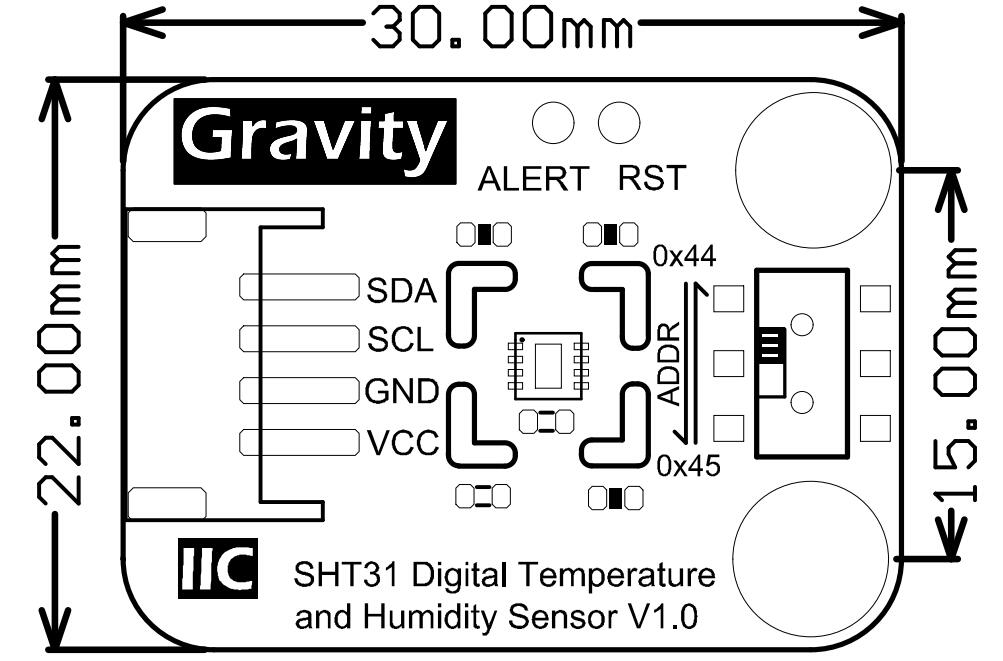 30.00mm
Gravity
ALERT RST
0x44
22.00mm
SDA
SCL
GND
VCC
ADDR
15.00mm
0x45
IIC
SHT31 Digital Temperature
and Humidity Sensor V1.0